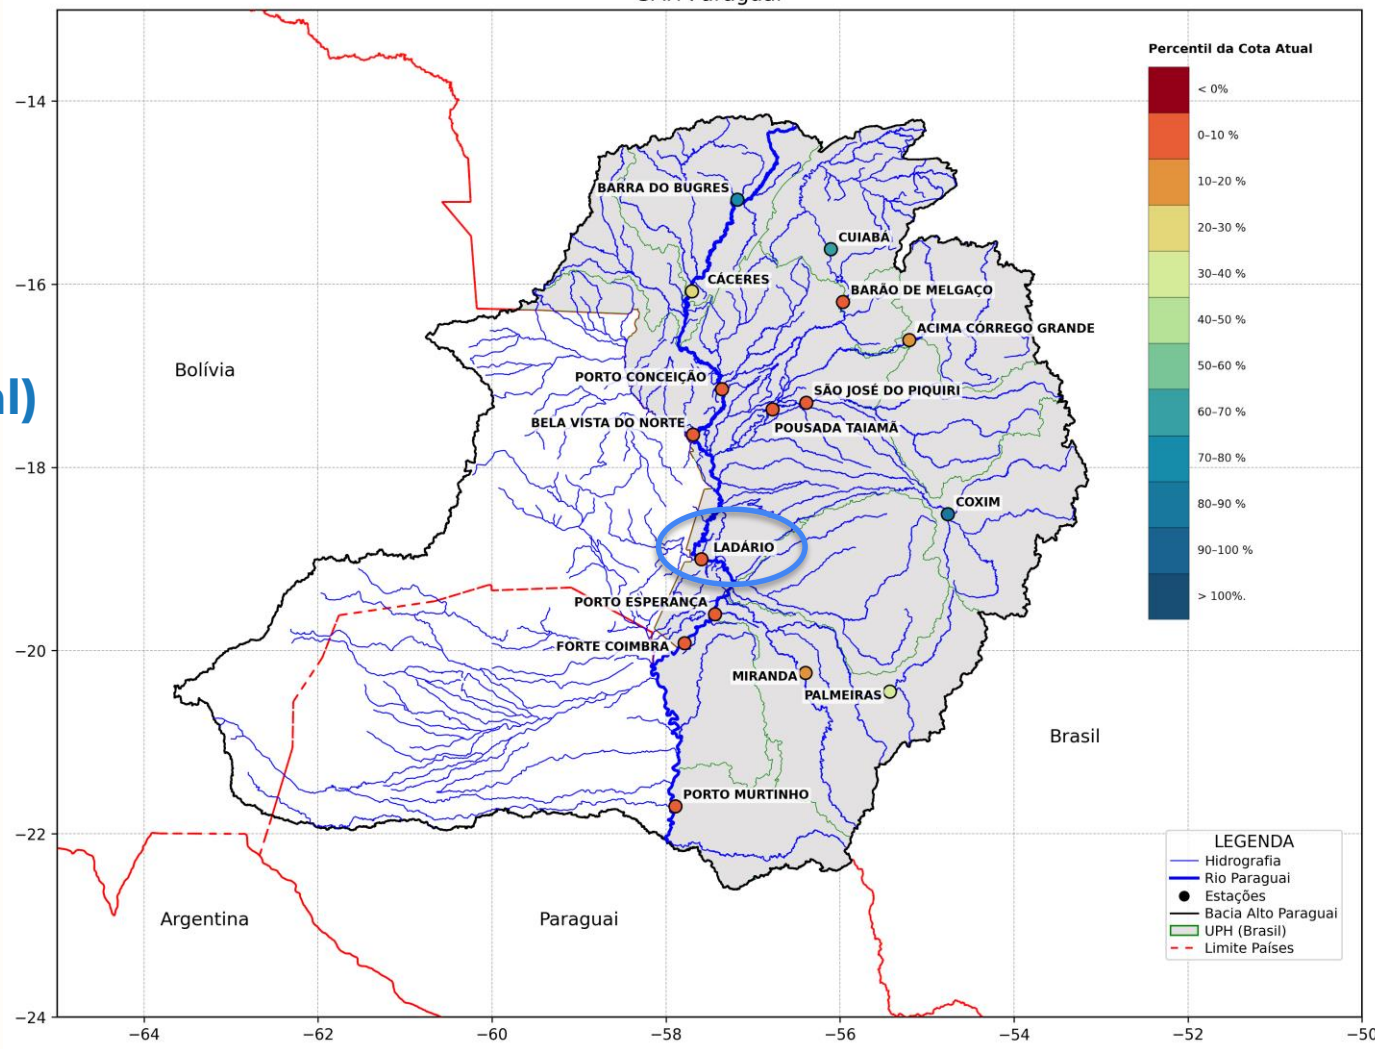 −14
−16
−18
−20
−22
−24
−64
−62
−60
−58
−56
−54
−52
−50
al)
Bolívia
Argentina
Paraguai
Brasil
BARRA DO BUGRES
CUIABÁ
CÁCERES
BARÃO DE MELGAÇO
ACIMA CÓRREGO GRANDE
PORTO CONCEIÇÃO
SÃO JOSÉ DO PIQUIRI
BELA VISTA DO NORTE
POUSADA TAIAMÃ
COXIM
LADÁRIO
PORTO ESPERANÇA
FORTE COIMBRA
MIRANDA
PALMEIRAS
PORTO MURTINHO
Percentil da Cota Atual
< 0%
0–10 %
10–20 %
20–30 %
30–40 %
40–50 %
50–60 %
60–70 %
70–80 %
80–90 %
90–100 %
> 100%.
LEGENDA
Hidrografia
Rio Paraguai
Estações
Bacia Alto Paraguai
UPH (Brasil)
Limite Países